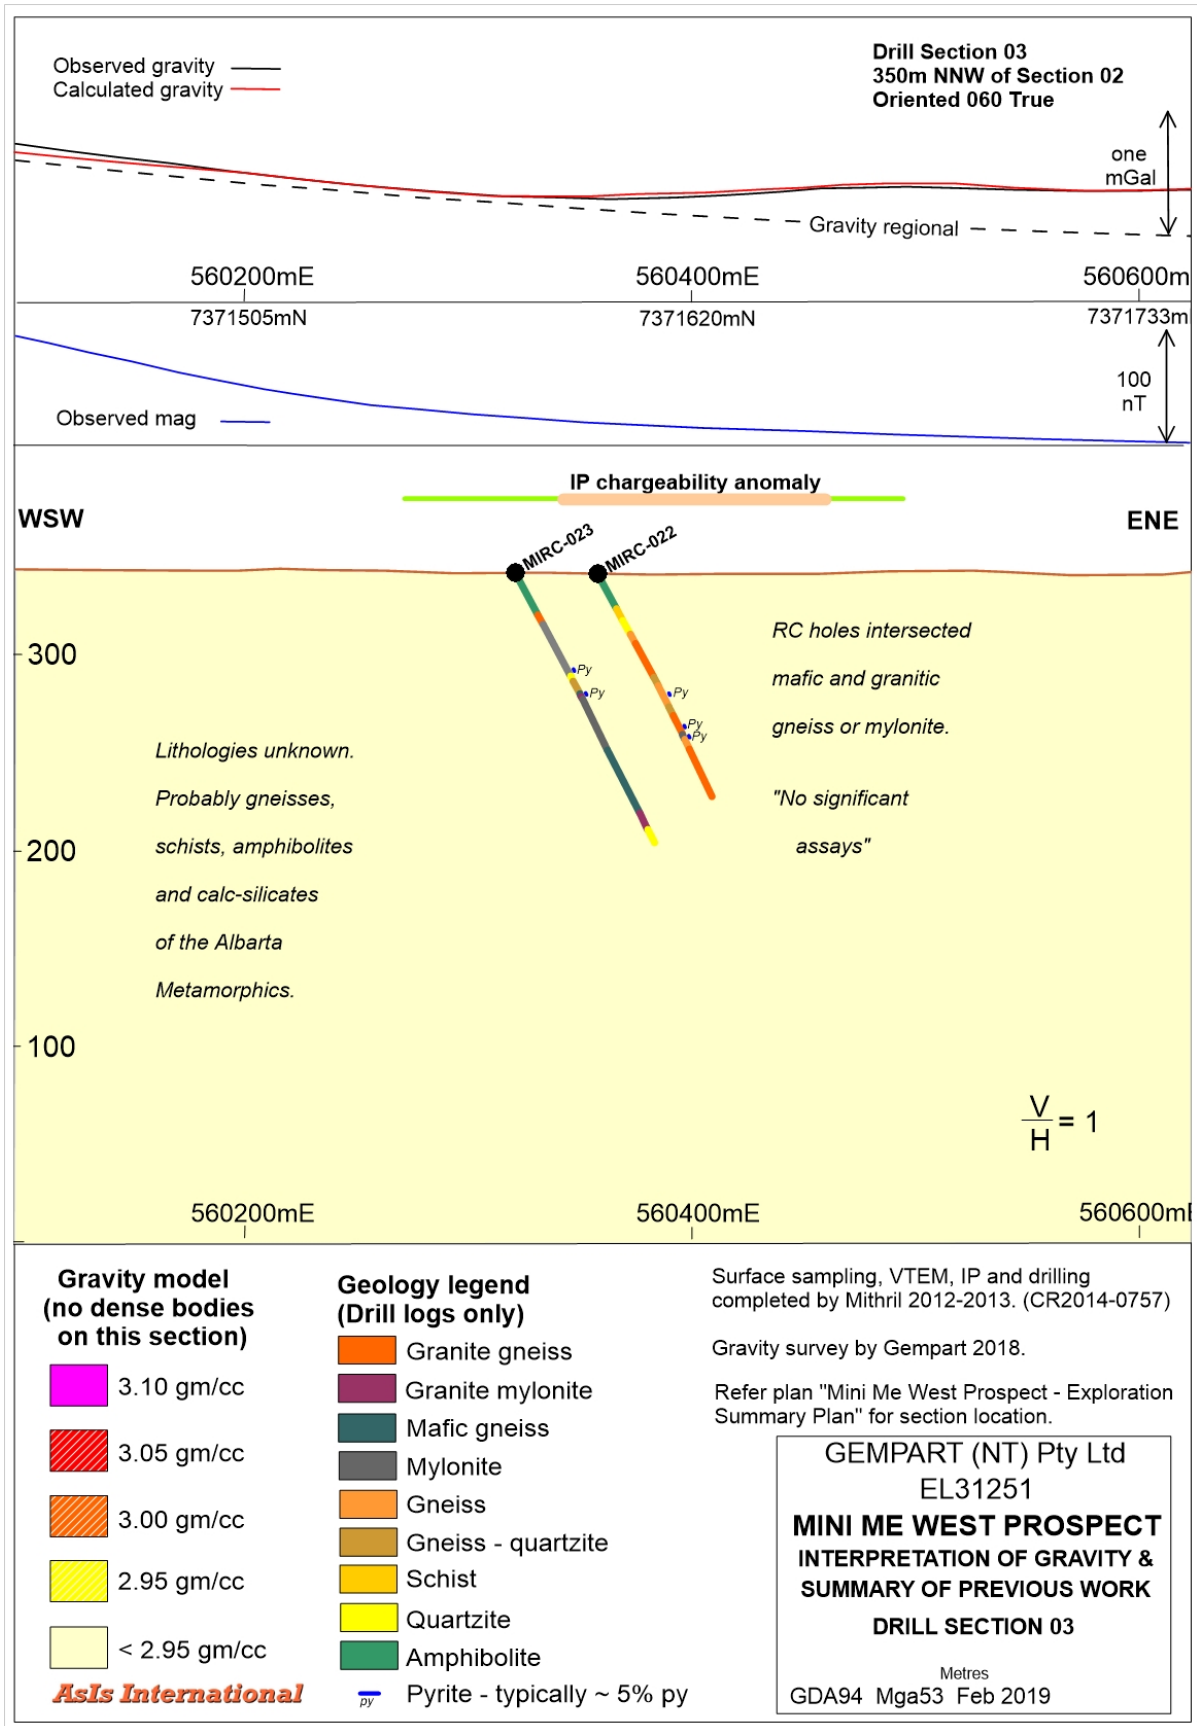 Observed gravity
Calculated gravity
Drill Section 03
350m NNW of Section 02
Oriented 060 True
one
mGal
Gravity regional
560200mE
560400mE
560600m
7371505mN
7371620mN
7371733m
100
nT
Observed mag
IP chargeability anomaly
WSW
ENE
MIRC-023
MIRC-022
300
200
100
Py
Py
Py
Py
Py
RC holes intersected
mafic and granitic
gneiss or mylonite.
"No significant
assays"
Lithologies unknown.
Probably gneisses,
schists, amphibolites
and calc-silicates
of the Albarta
Metamorphics.
V
H
= 1
560200mE
560400mE
560600mE
Gravity model
(no dense bodies
on this section)
3.10 gm/cc
3.05 gm/cc
3.00 gm/cc
2.95 gm/cc
< 2.95 gm/cc
AsIs International
Geology legend
(Drill logs only)
Granite gneiss
Granite mylonite
Mafic gneiss
Mylonite
Gneiss
Gneiss - quartzite
Schist
Quartzite
Amphibolite
py
Pyrite - typically ~ 5% py
Surface sampling, VTEM, IP and drilling
completed by Mithril 2012-2013. (CR2014-0757)
Gravity survey by Gempart 2018.
Refer plan "Mini Me West Prospect - Exploration
Summary Plan" for section location.
GEMPART (NT) Pty Ltd
EL31251
MINI ME WEST PROSPECT
INTERPRETATION OF GRAVITY &
SUMMARY OF PREVIOUS WORK
DRILL SECTION 03
Metres
GDA94 Mga53 Feb 2019